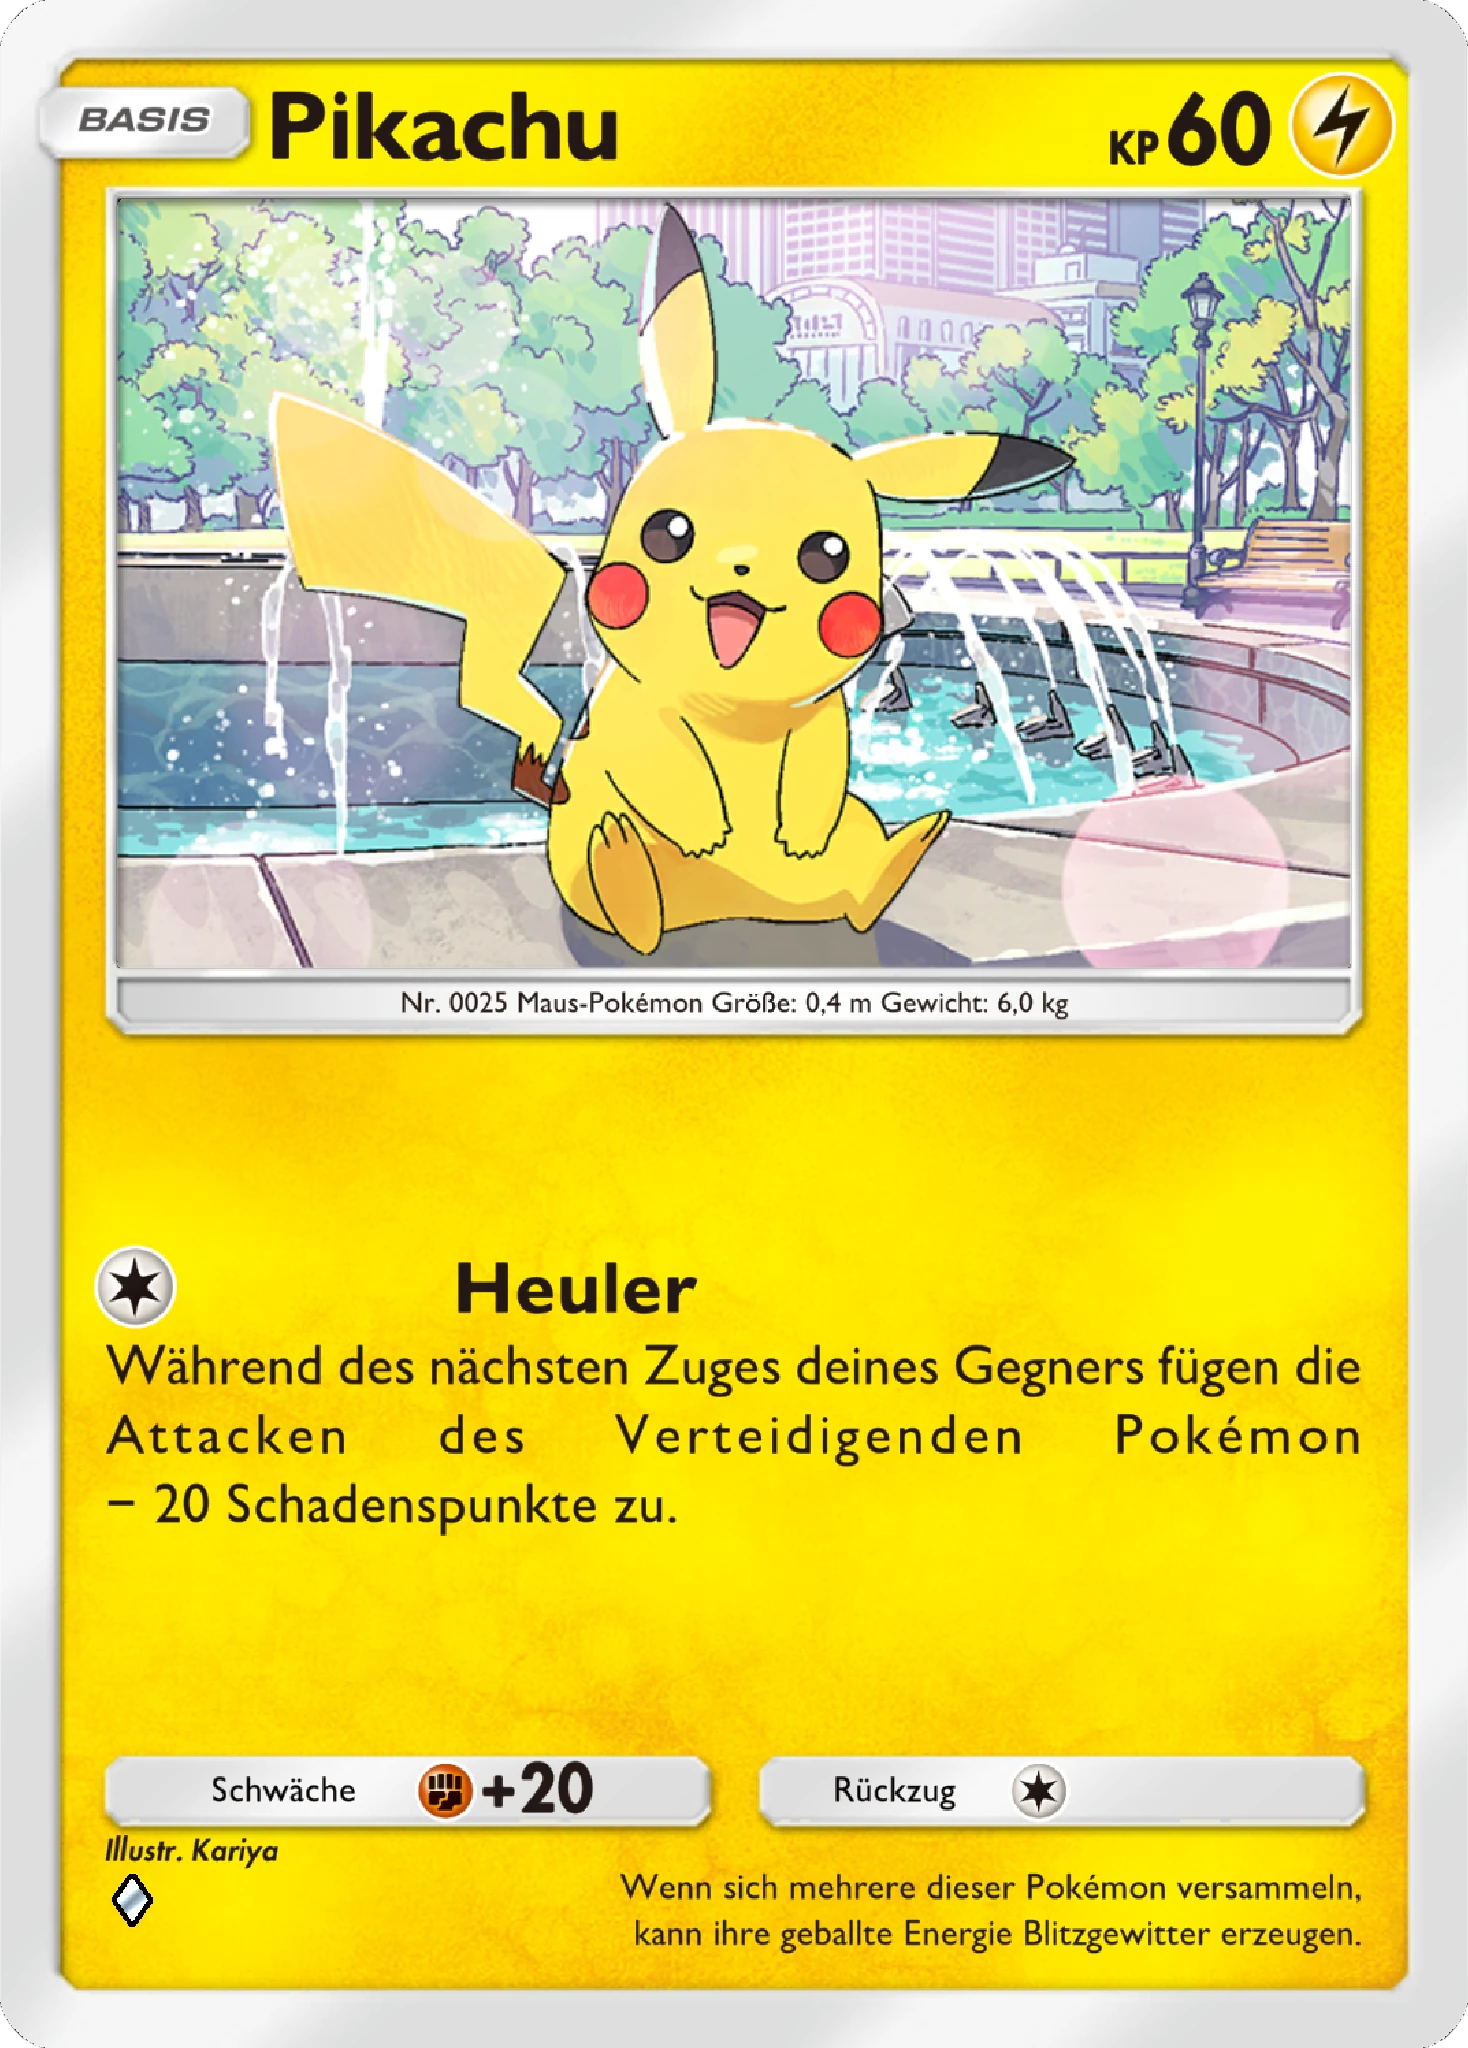 BASIS Pikachu KP 60
Nr. 0025 Maus-Pokémon Größe: 0,4 m Gewicht: 6,0 kg
Heuler
Während des nächsten Zuges deines Gegners fügen die
Attacken des Verteidigenden Pokémon
− 20 Schadenspunkte zu.
Schwäche +20 Rückzug
Illustr. Kariya
Wenn sich mehrere dieser Pokémon versammeln,
kann ihre geballte Energie Blitzgewitter erzeugen.